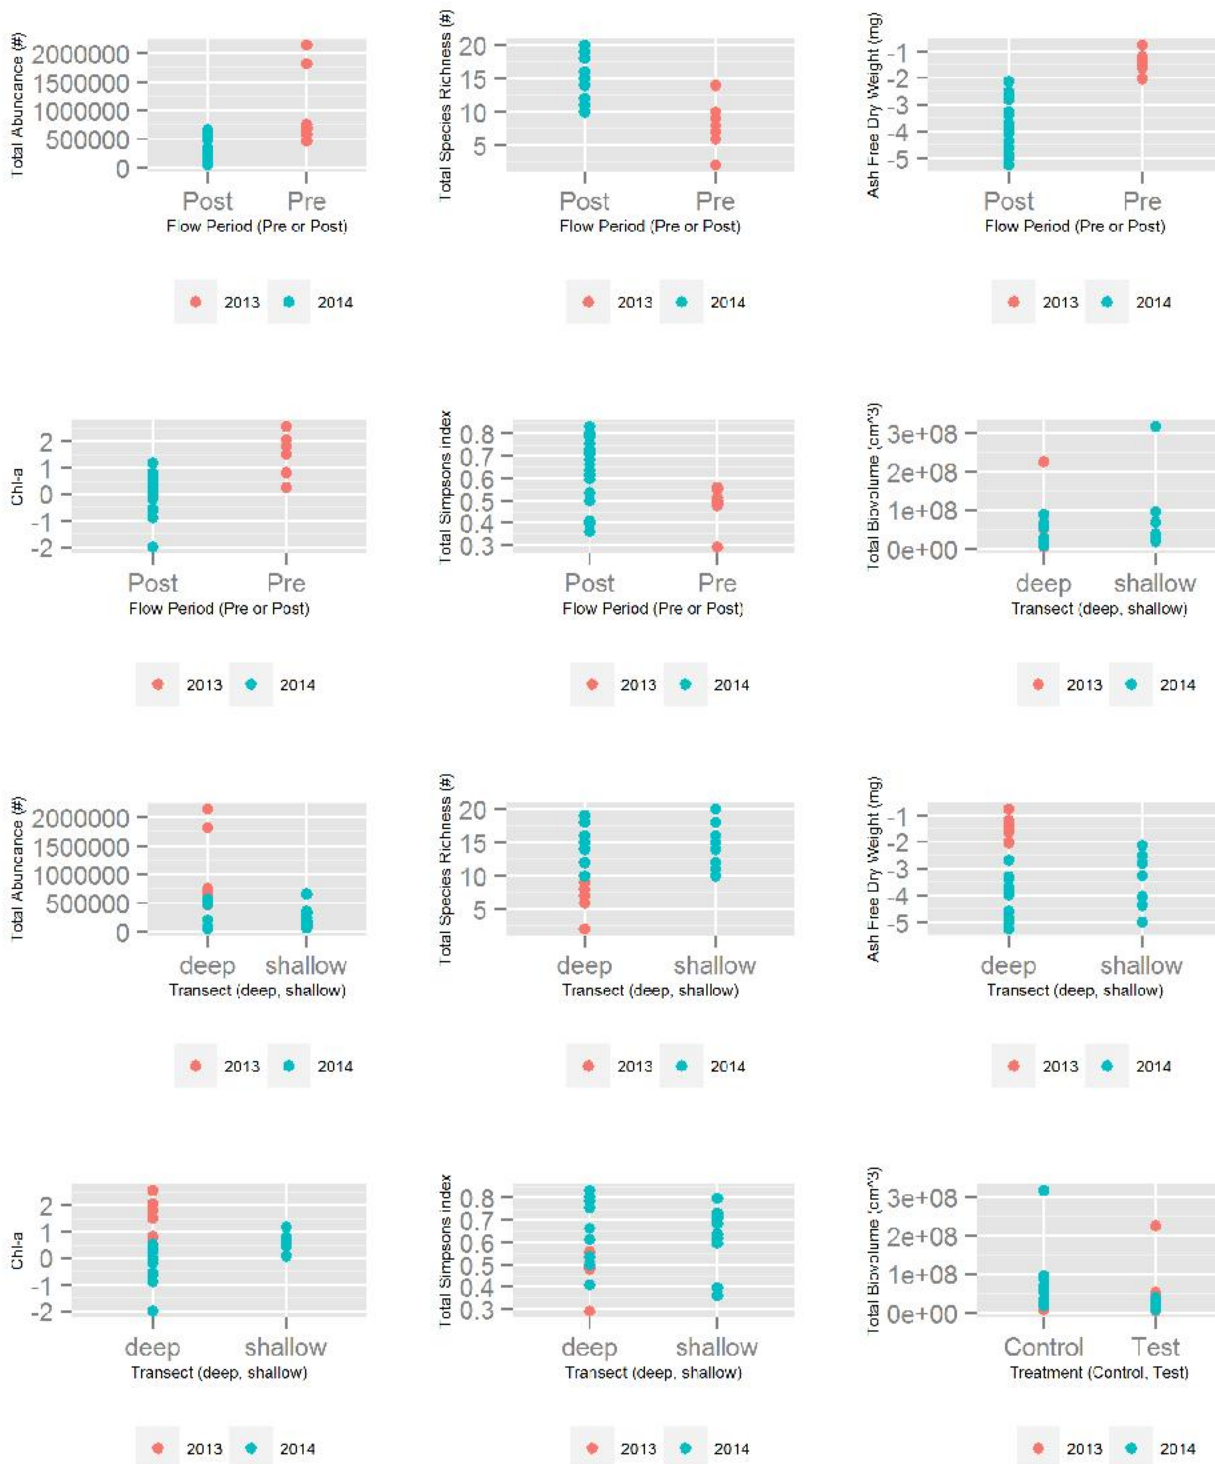 Total Abuncance (#)
2000000
1500000
1000000
500000
0
Post Pre
Flow Period (Pre or Post)
2013 2014
Total Species Richness (#)
20
15
10
5
Post Pre
Flow Period (Pre or Post)
2013 2014
Ash Free Dry Weight (mg)
-1
-2
-3
-4
-5
Post Pre
Flow Period (Pre or Post)
2013 2014
Chl-a
2
1
0
-1
-2
Post Pre
Flow Period (Pre or Post)
2013 2014
Total Simpsons index
0.8
0.7
0.6
0.5
0.4
0.3
Post Pre
Flow Period (Pre or Post)
2013 2014
Total Biovolume (cm^3)
3e+08
2e+08
1e+08
0e+00
deep shallow
Transect (deep, shallow)
2013 2014
Total Abuncance (#)
2000000
1500000
1000000
500000
0
deep shallow
Transect (deep, shallow)
2013 2014
Total Species Richness (#)
20
15
10
5
deep shallow
Transect (deep, shallow)
2013 2014
Ash Free Dry Weight (mg)
-1
-2
-3
-4
-5
deep shallow
Transect (deep, shallow)
2013 2014
Chl-a
2
1
0
-1
-2
deep shallow
Transect (deep, shallow)
2013 2014
Total Simpsons index
0.8
0.7
0.6
0.5
0.4
0.3
deep shallow
Transect (deep, shallow)
2013 2014
Total Biovolume (cm^3)
3e+08
2e+08
1e+08
0e+00
Control Test
Treatment (Control, Test)
2013 2014